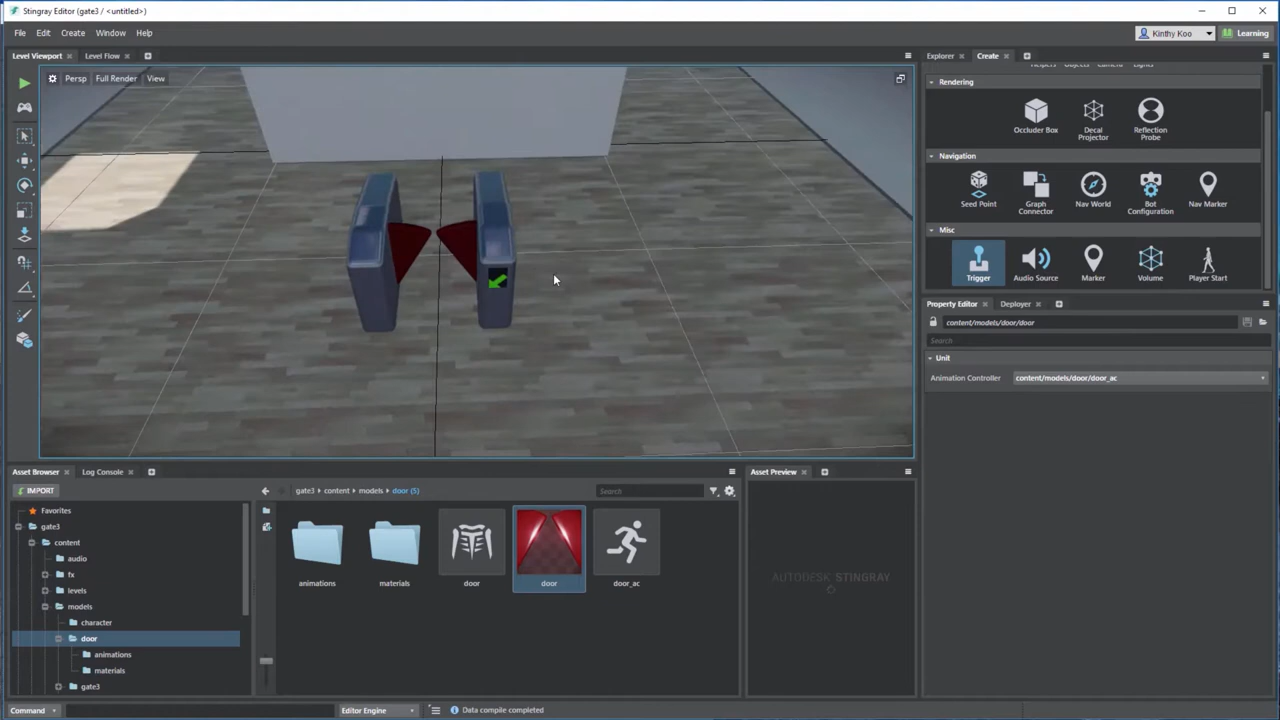 Stingray Editor (gate3 / <untitled>)
File Edit Create Window Help
Kinthy Koo
Learning
Level Viewport
Level Flow
Explorer
Create
Persp Full Render View
Helpers Objects Camera Lights
Rendering
Occluder Box
Decal Projector
Reflection Probe
Navigation
Seed Point
Graph Connector
Nav World
Bot Configuration
Nav Marker
Misc
Trigger
Audio Source
Marker
Volume
Player Start
Property Editor
Deployer
content/models/door/door
Search
Unit
Animation Controller content/models/door/door_ac
Asset Browser
Log Console
IMPORT
gate3 content models door (5)
Search
Favorites
gate3
content
audio
fx
levels
models
character
door
animations
materials
gate3
animations
materials
door
door
door_ac
Asset Preview
AUTODESK STINGRAY
Command
Editor Engine
Data compile completed